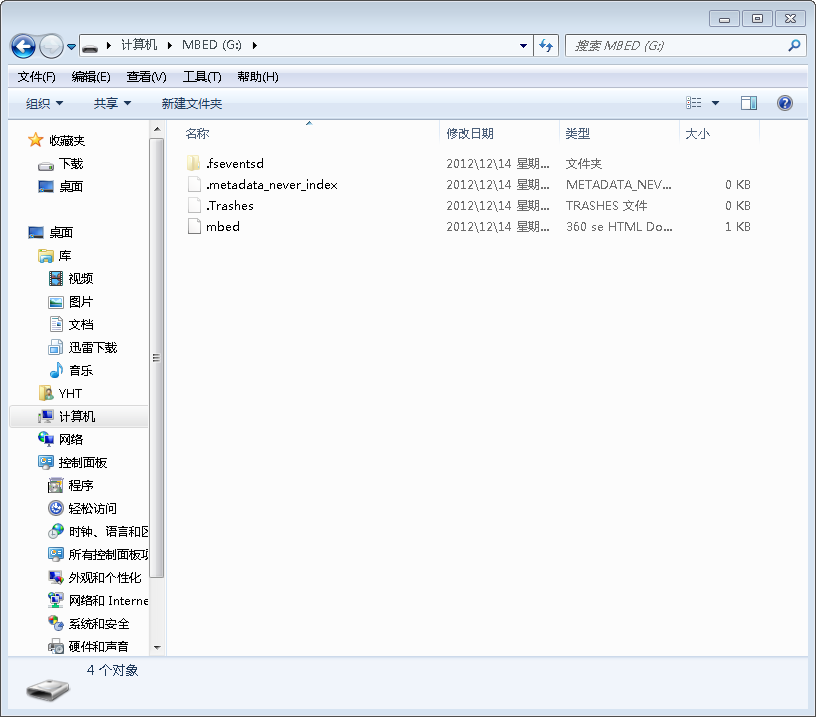 计算机 MBED (G:)
搜索 MBED (G:)
文件(F) 编辑(E) 查看(V) 工具(T) 帮助(H)
组织 共享 新建文件夹
收藏夹
下载
桌面
桌面
库
视频
图片
文档
迅雷下载
音乐
YHT
计算机
网络
控制面板
程序
轻松访问
时钟、语言和区
所有控制面板项
外观和个性化
网络和 Interne
系统和安全
硬件和声音
名称 修改日期 类型 大小
.fseventsd 2012\12\14 星期... 文件夹
.metadata_never_index 2012\12\14 星期... METADATA_NEV... 0 KB
.Trashes 2012\12\14 星期... TRASHES 文件 0 KB
mbed 2012\12\14 星期... 360 se HTML Do... 1 KB
4 个对象